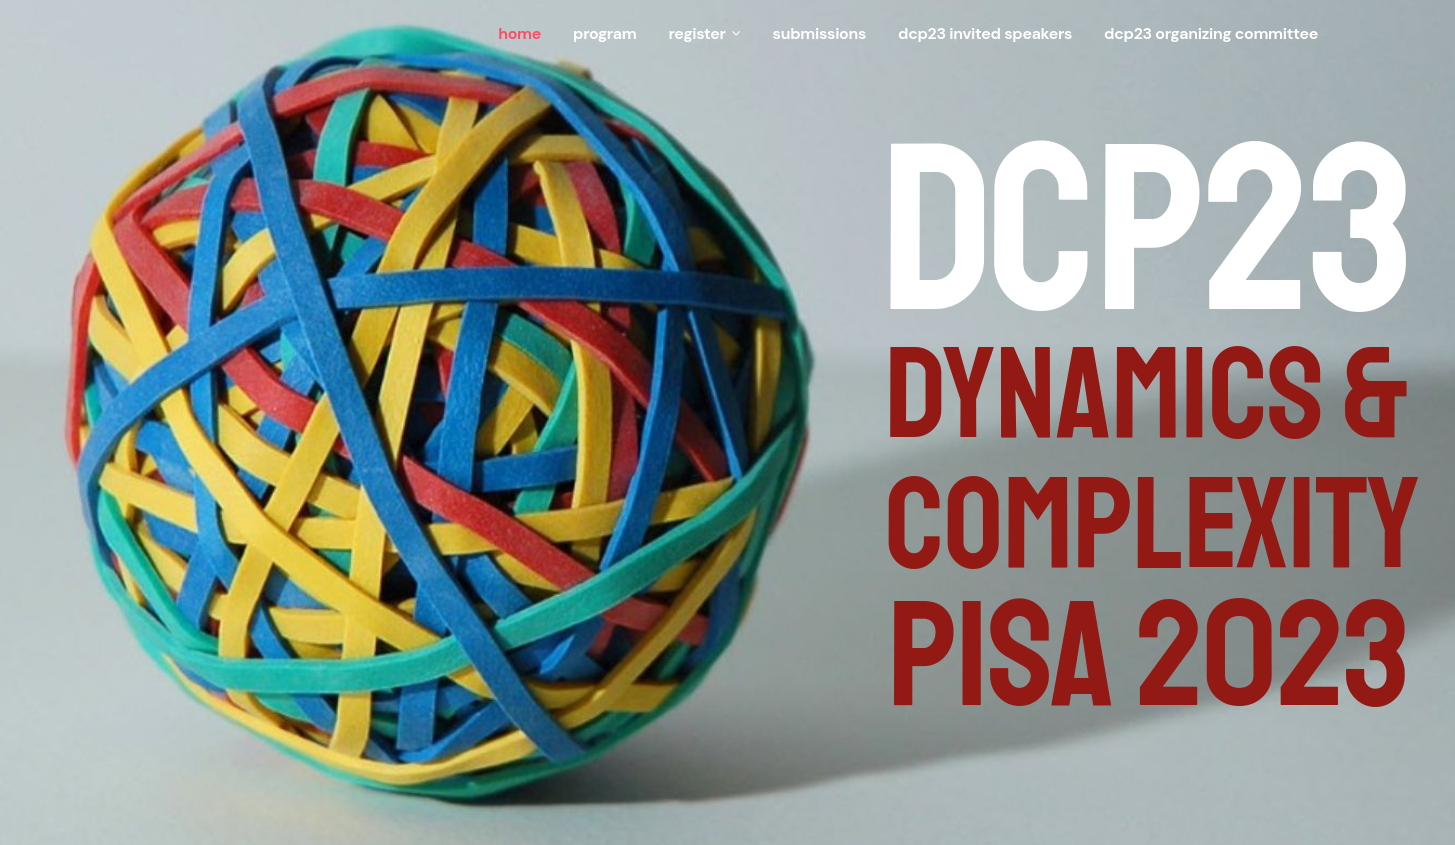 home program register submissions dcp23 invited speakers dcp23 organizing committee
DCP23
DYNAMICS &
COMPLEXITY
PISA 2023